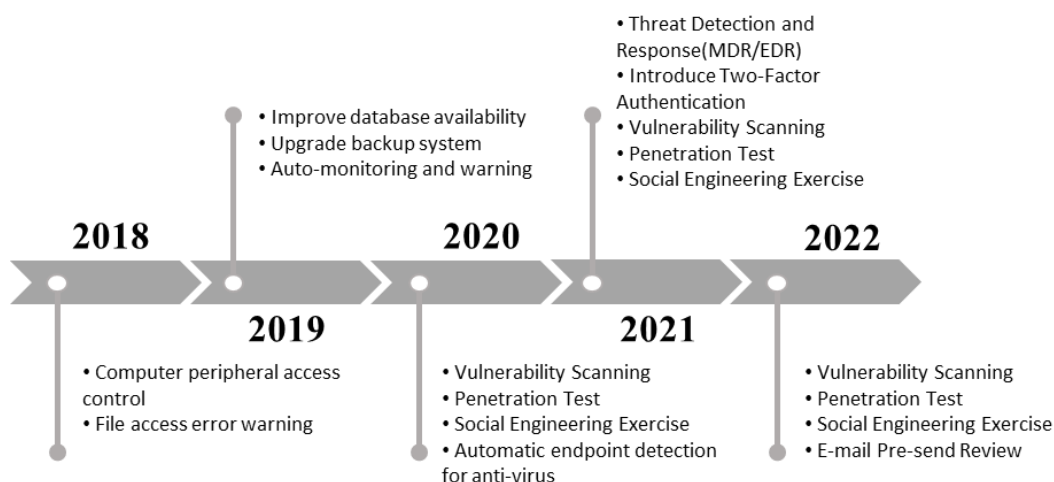 2018
• Computer peripheral access
control
• File access error warning
• Improve database availability
• Upgrade backup system
• Auto-monitoring and warning
2019
2020
• Vulnerability Scanning
• Penetration Test
• Social Engineering Exercise
• Automatic endpoint detection
for anti-virus
• Threat Detection and
Response(MDR/EDR)
• Introduce Two-Factor
Authentication
• Vulnerability Scanning
• Penetration Test
• Social Engineering Exercise
2021
2022
• Vulnerability Scanning
• Penetration Test
• Social Engineering Exercise
• E-mail Pre-send Review